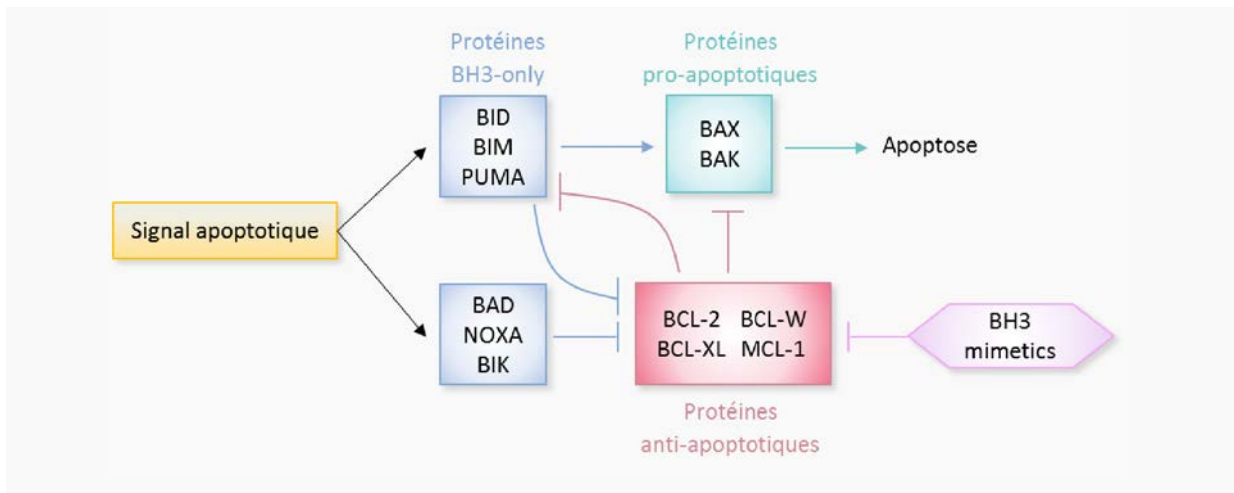 Protéines
BH3-only
BID
BIM
PUMA
Protéines
pro-apoptotiques
BAX
BAK
Apoptose
Signal apoptotique
BAD
NOXA
BIK
BCL-2 BCL-W
BCL-XL MCL-1
Protéines
anti-apoptotiques
BH3
mimetics